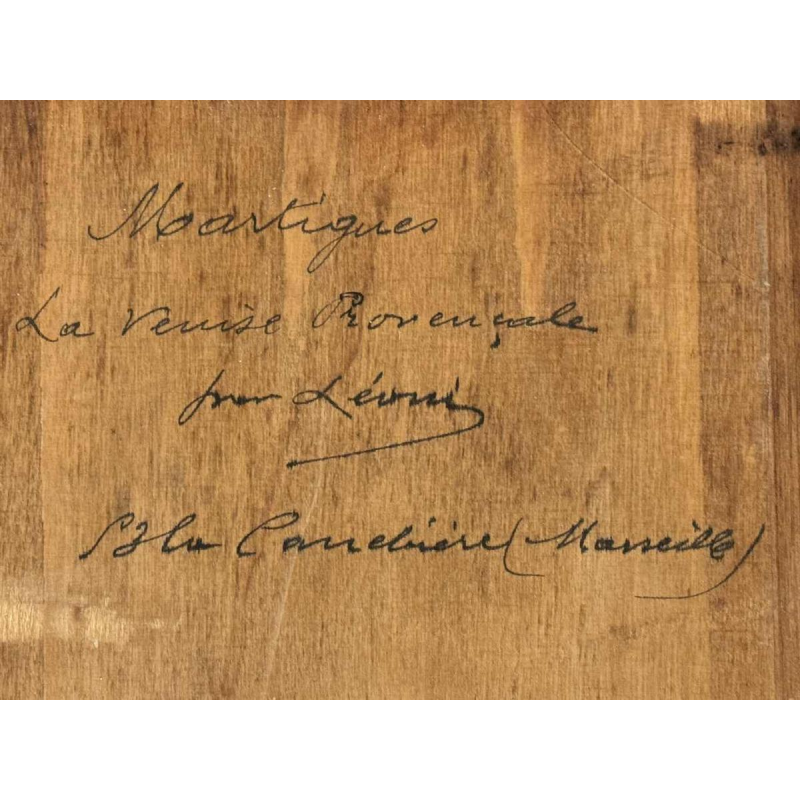 Martigues
La Venise Provençale
par Léoni
la Canebière (Marseille)